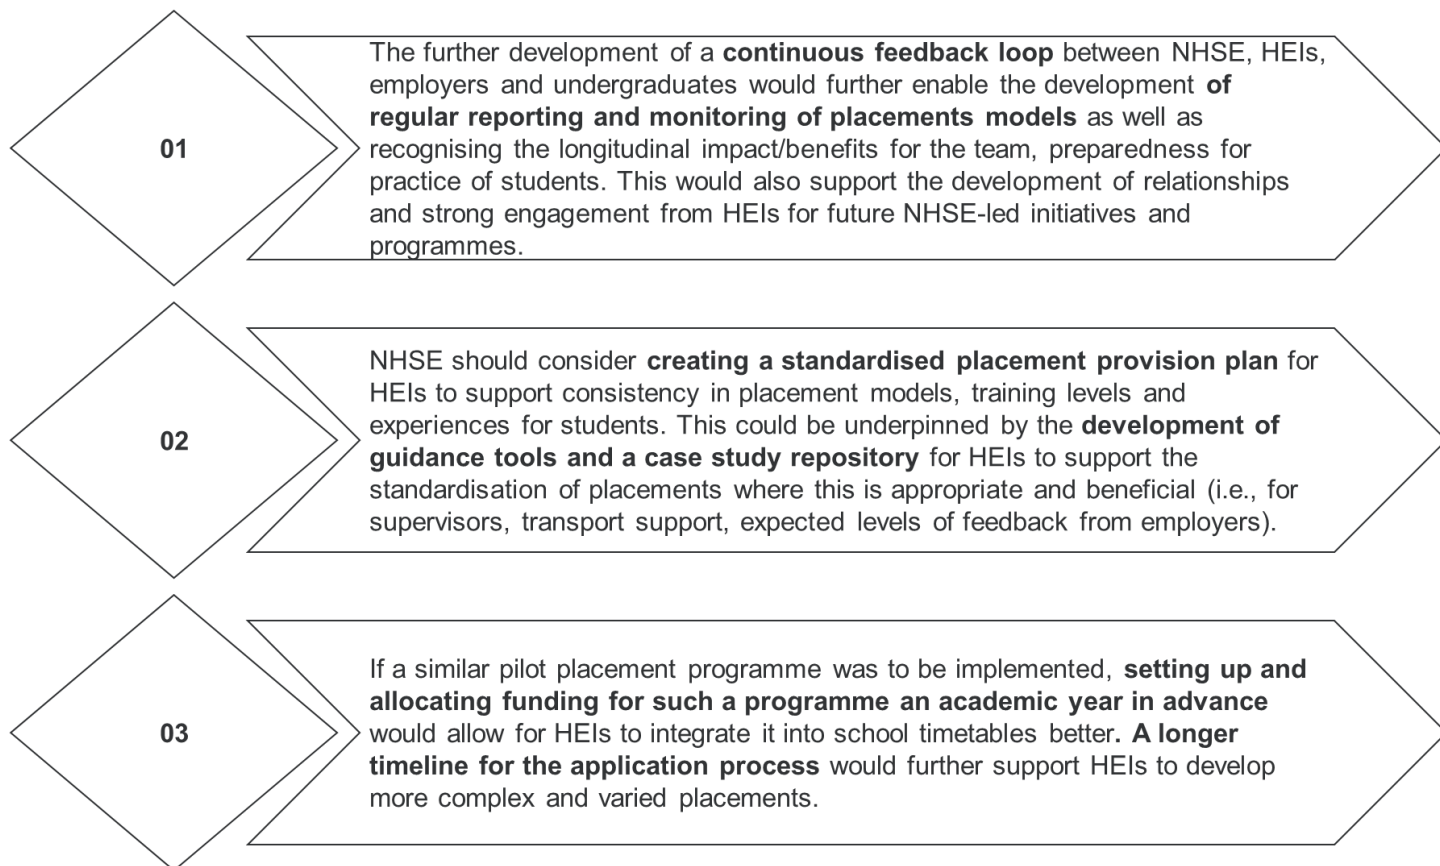 01
The further development of a continuous feedback loop between NHSE, HEIs,
employers and undergraduates would further enable the development of
regular reporting and monitoring of placements models as well as
recognising the longitudinal impact/benefits for the team, preparedness for
practice of students. This would also support the development of relationships
and strong engagement from HEIs for future NHSE-led initiatives and
programmes.
02
NHSE should consider creating a standardised placement provision plan for
HEIs to support consistency in placement models, training levels and
experiences for students. This could be underpinned by the development of
guidance tools and a case study repository for HEIs to support the
standardisation of placements where this is appropriate and beneficial (i.e., for
supervisors, transport support, expected levels of feedback from employers).
03
If a similar pilot placement programme was to be implemented, setting up and
allocating funding for such a programme an academic year in advance
would allow for HEIs to integrate it into school timetables better. A longer
timeline for the application process would further support HEIs to develop
more complex and varied placements.